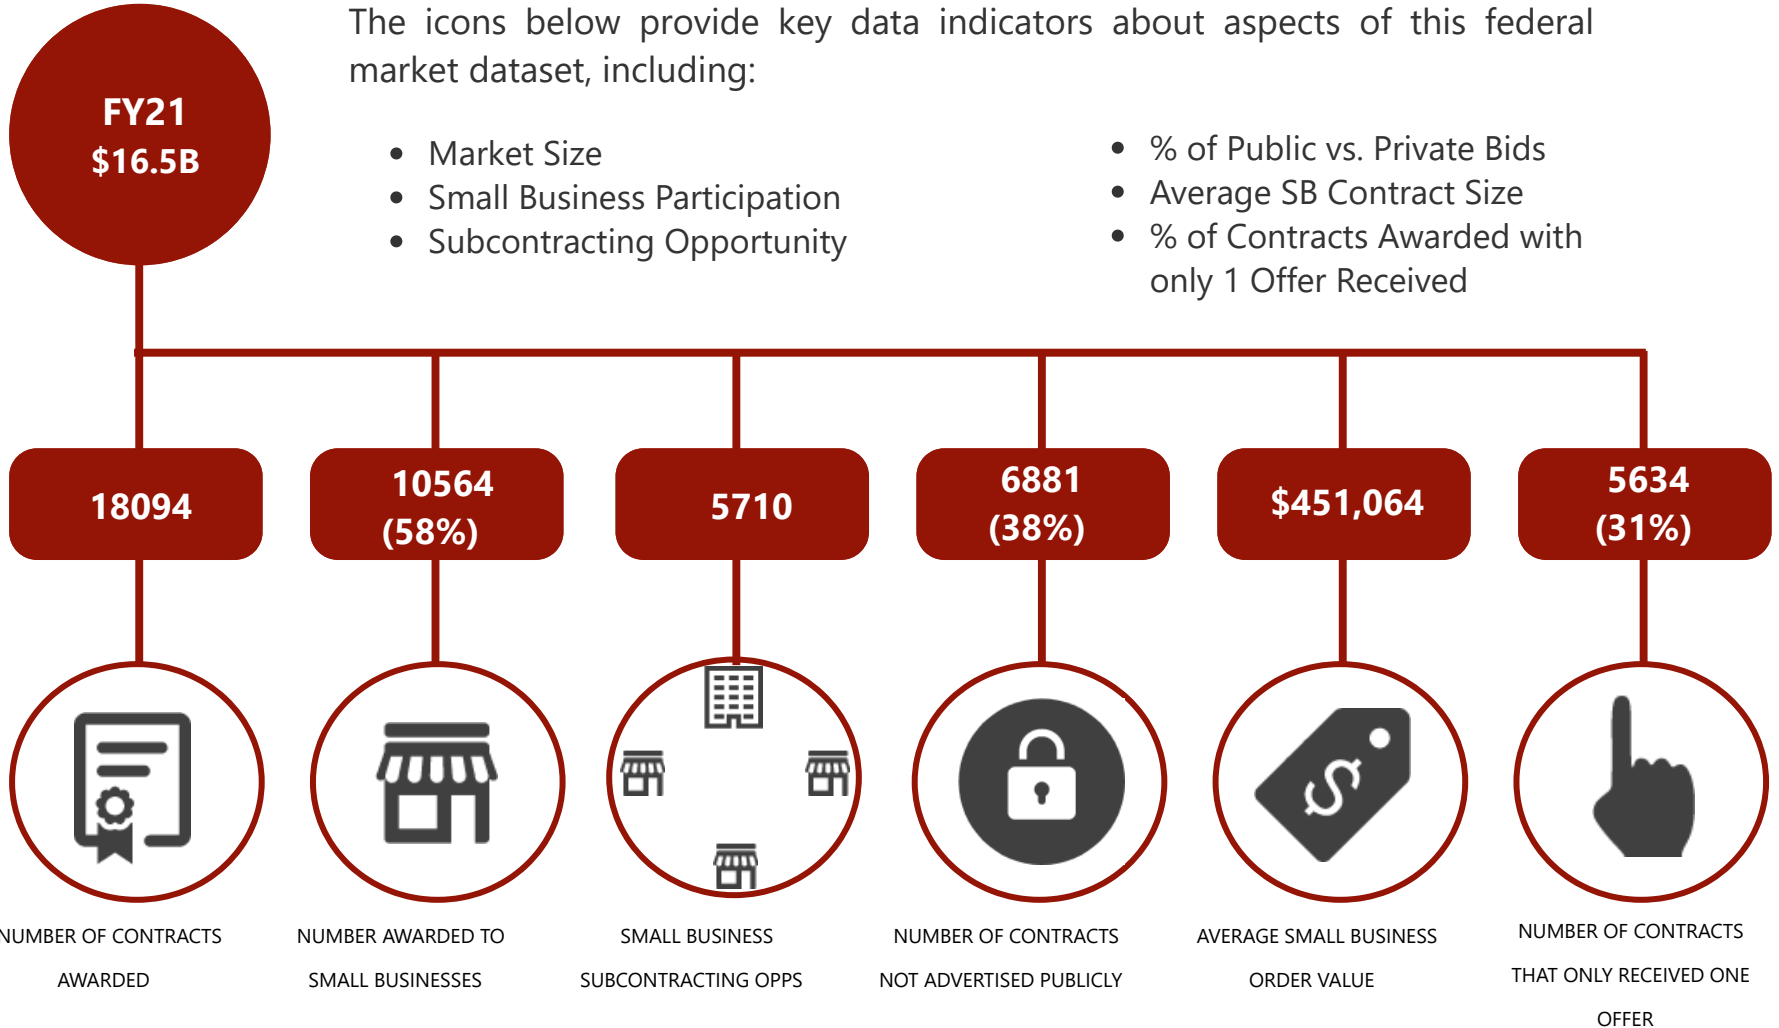 FY21
$16.5B
The icons below provide key data indicators about aspects of this federal
market dataset, including:
• Market Size
• Small Business Participation
• Subcontracting Opportunity
• % of Public vs. Private Bids
• Average SB Contract Size
• % of Contracts Awarded with
only 1 Offer Received
18094
10564
(58%)
5710
6881
(38%)
$451,064
5634
(31%)
NUMBER OF CONTRACTS
AWARDED
NUMBER AWARDED TO
SMALL BUSINESSES
SMALL BUSINESS
SUBCONTRACTING OPPS
NUMBER OF CONTRACTS
NOT ADVERTISED PUBLICLY
AVERAGE SMALL BUSINESS
ORDER VALUE
NUMBER OF CONTRACTS
THAT ONLY RECEIVED ONE
OFFER